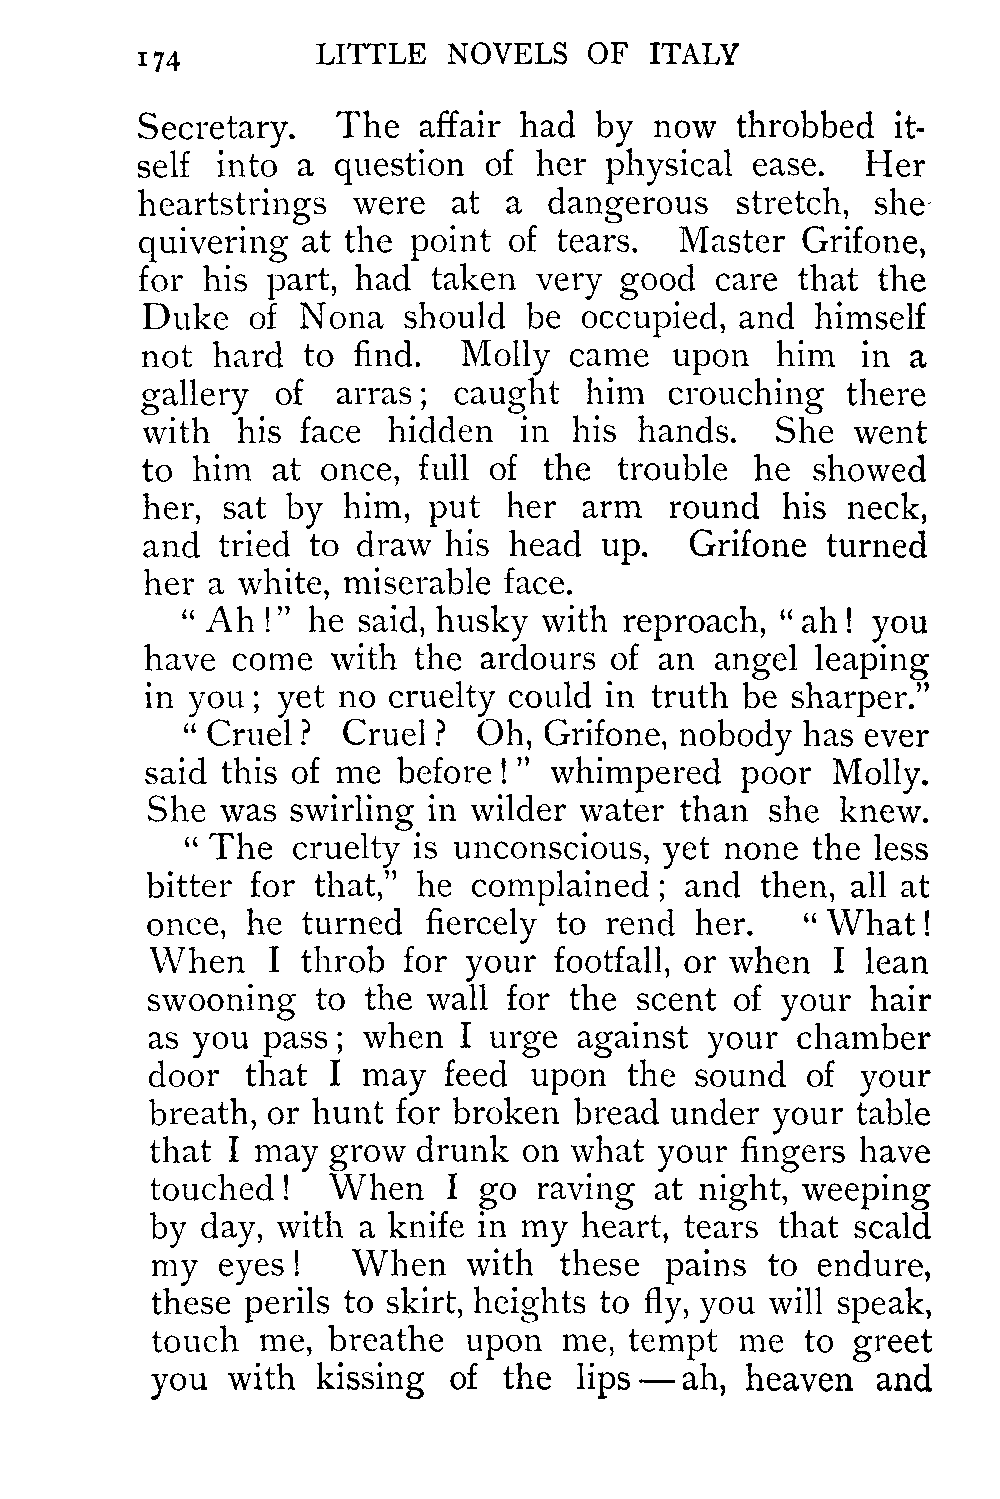 174 LITTLE NOVELS OF ITALY
Secretary. The affair had by now throbbed it-
self into a question of her physical ease. Her
heartstrings were at a dangerous stretch, she
quivering at the point of tears. Master Grifone,
for his part, had taken very good care that the
Duke of Nona should be occupied, and himself
not hard to find. Molly came upon him in a
gallery of arras; caught him crouching there
with his face hidden in his hands. She went
to him at once, full of the trouble he showed
her, sat by him, put her arm round his neck,
and tried to draw his head up. Grifone turned
her a white, miserable face.
“Ah!” he said, husky with reproach, “ah! you
have come with the ardours of an angel leaping
in you; yet no cruelty could in truth be sharper.”
“Cruel? Cruel? Oh, Grifone, nobody has ever
said this of me before!” whimpered poor Molly.
She was swirling in wilder water than she knew.
“The cruelty is unconscious, yet none the less
bitter for that,” he complained; and then, all at
once, he turned fiercely to rend her. “What!
When I throb for your footfall, or when I lean
swooning to the wall for the scent of your hair
as you pass; when I urge against your chamber
door that I may feed upon the sound of your
breath, or hunt for broken bread under your table
that I may grow drunk on what your fingers have
touched! When I go raving at night, weeping
by day, with a knife in my heart, tears that scald
my eyes! When with these pains to endure,
these perils to skirt, heights to fly, you will speak,
touch me, breathe upon me, tempt me to greet
you with kissing of the lips—ah, heaven and